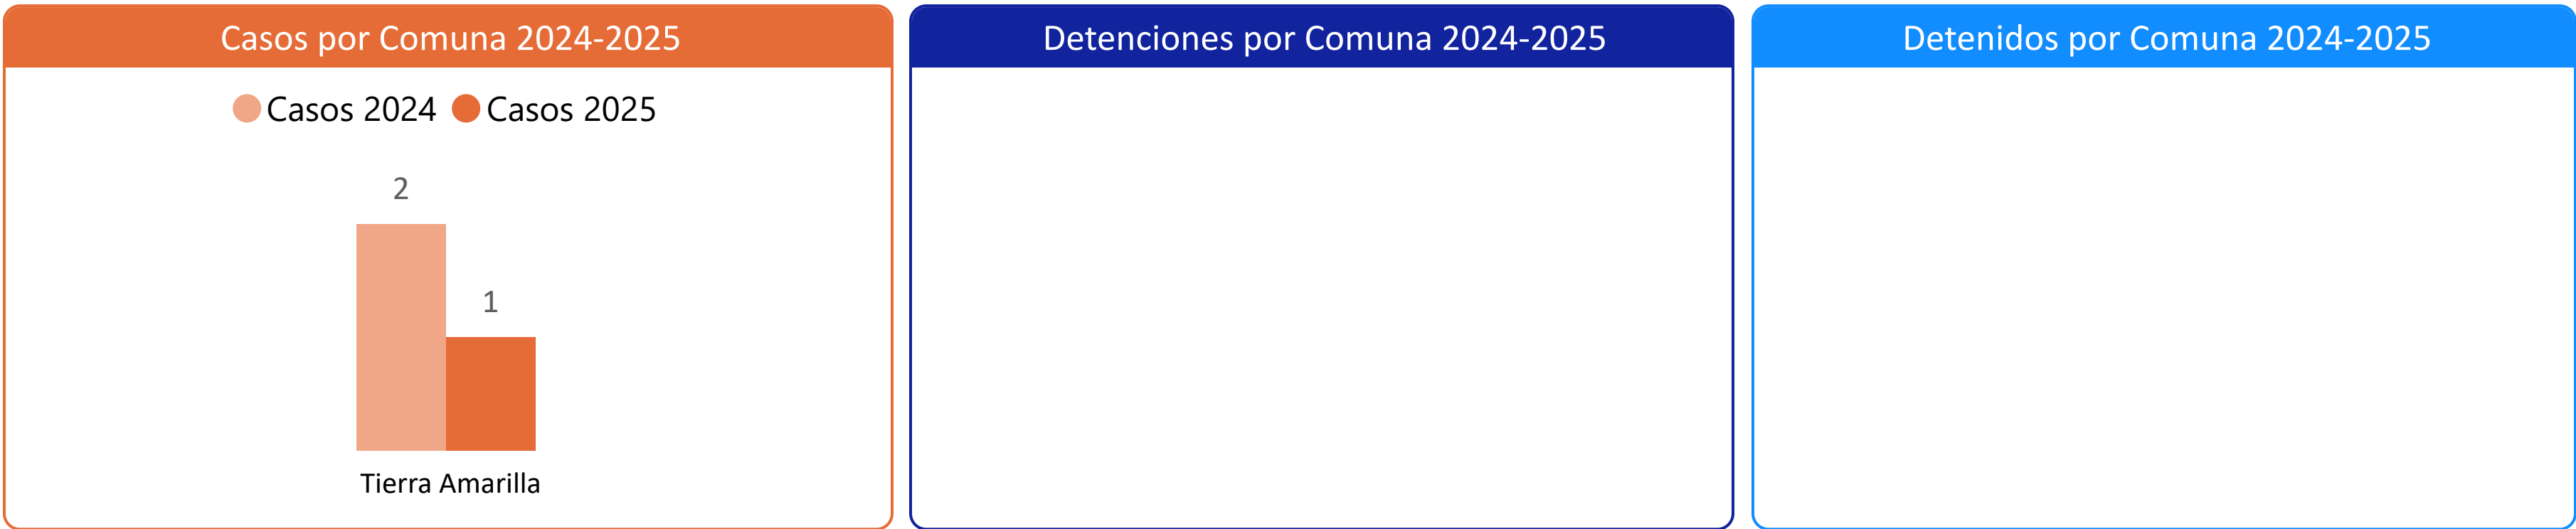 Casos por Comuna 2024-2025
Casos 2024 Casos 2025
2
1
Tierra Amarilla
Detenciones por Comuna 2024-2025
Detenidos por Comuna 2024-2025